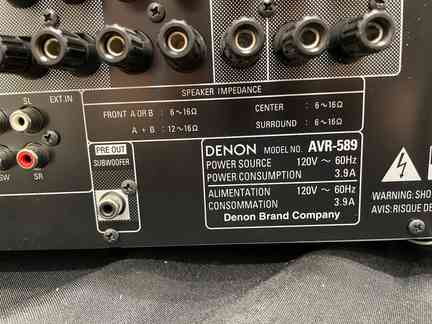 SPEAKER IMPEDANCE
FRONT A OR B : 6~16Ω
A + B : 12~16Ω
CENTER : 6~16Ω
SURROUND : 6~16Ω
SL
EXT. IN
SW
SR
PRE OUT
SUBWOOFER
DENON MODEL NO. AVR-589
POWER SOURCE 120V ~ 60Hz
POWER CONSUMPTION 3.9A
ALIMENTATION 120V ~ 60Hz
CONSOMMATION 3.9A
Denon Brand Company
WARNING: SHO
AVIS: RISQUE DE